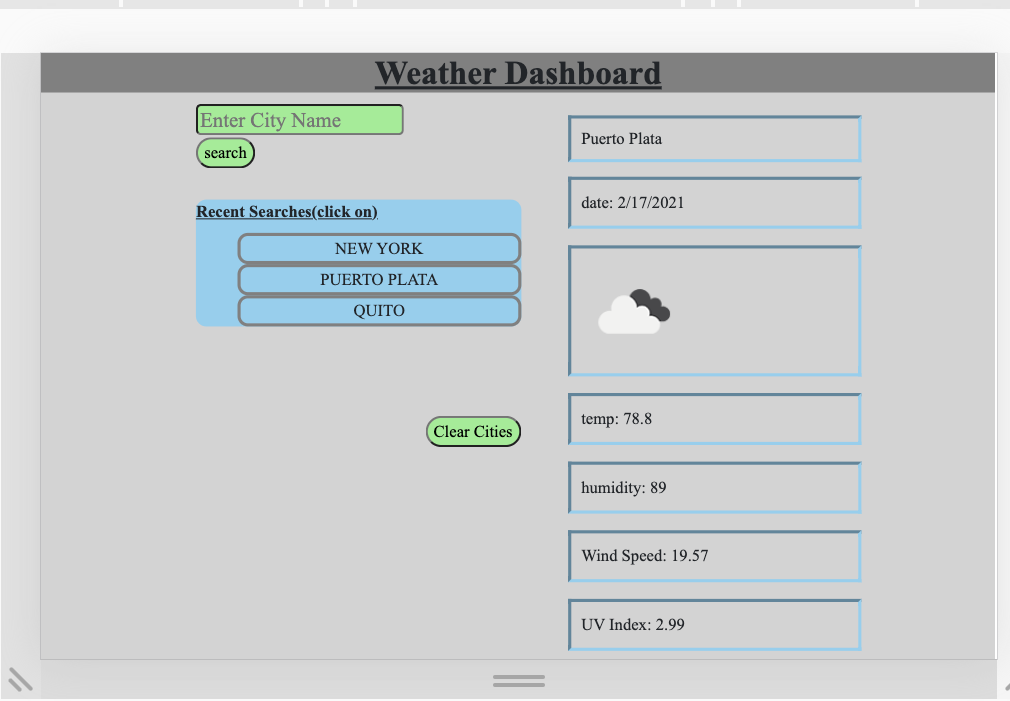 Weather Dashboard
Enter City Name
search
Recent Searches(click on)
NEW YORK
PUERTO PLATA
QUITO
Clear Cities
Puerto Plata
date: 2/17/2021
temp: 78.8
humidity: 89
Wind Speed: 19.57
UV Index: 2.99